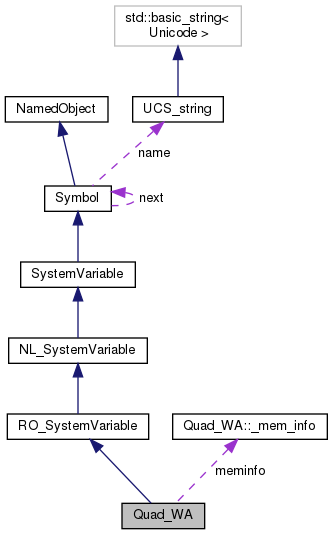 std::basic_string<
Unicode >
NamedObject
UCS_string
name
Symbol
next
SystemVariable
NL_SystemVariable
RO_SystemVariable
Quad_WA::_mem_info
meminfo
Quad_WA